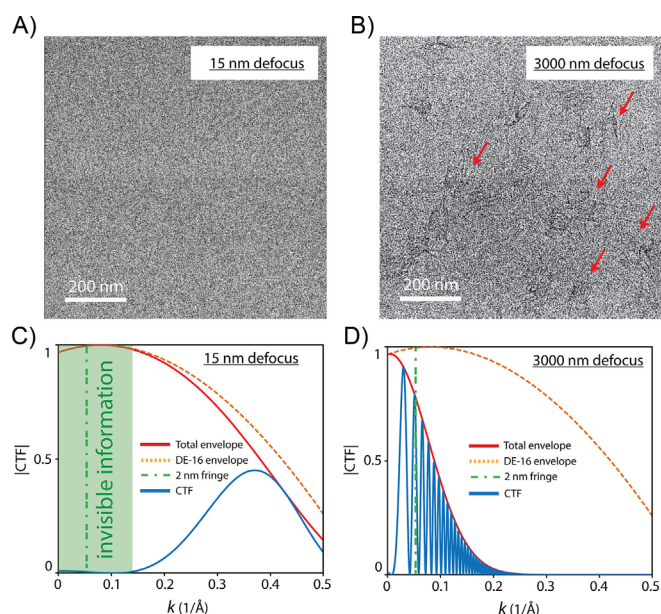 A)
15 nm defocus
200 nm
B)
3000 nm defocus
200 nm
C)
15 nm defocus
1
0.5
0
|CTF|
invisible information
Total envelope
DE-16 envelope
2 nm fringe
CTF
0 0.1 0.2 0.3 0.4 0.5
k (1/Å)
D)
3000 nm defocus
1
0.5
0
|CTF|
Total envelope
DE-16 envelope
2 nm fringe
CTF
0 0.1 0.2 0.3 0.4 0.5
k (1/Å)